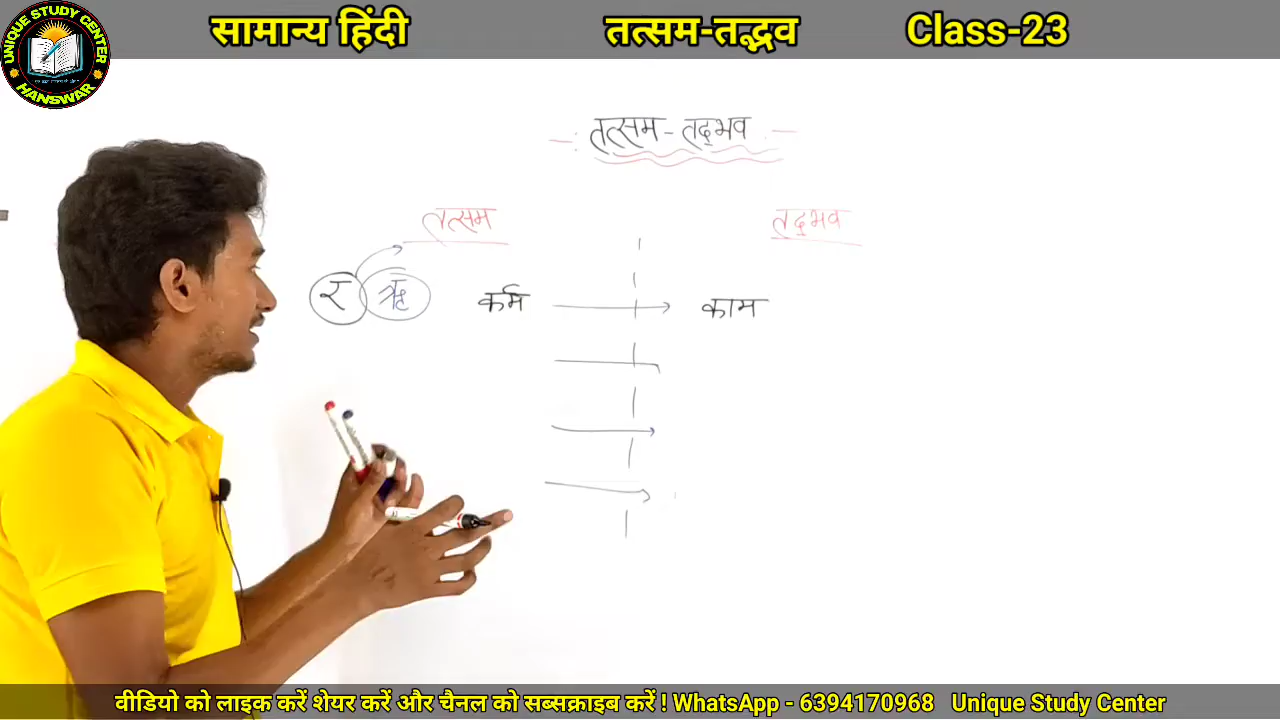 सामान्य हिंदी तत्सम-तद्भव Class-23
UNIQUE STUDY CENTER
HANSWAR
तत्सम - तद्भव
तत्सम तद्भव
र ऋ कर्म काम
वीडियो को लाइक करें शेयर करें और चैनल को सब्सक्राइब करें ! WhatsApp - 6394170968 Unique Study Center